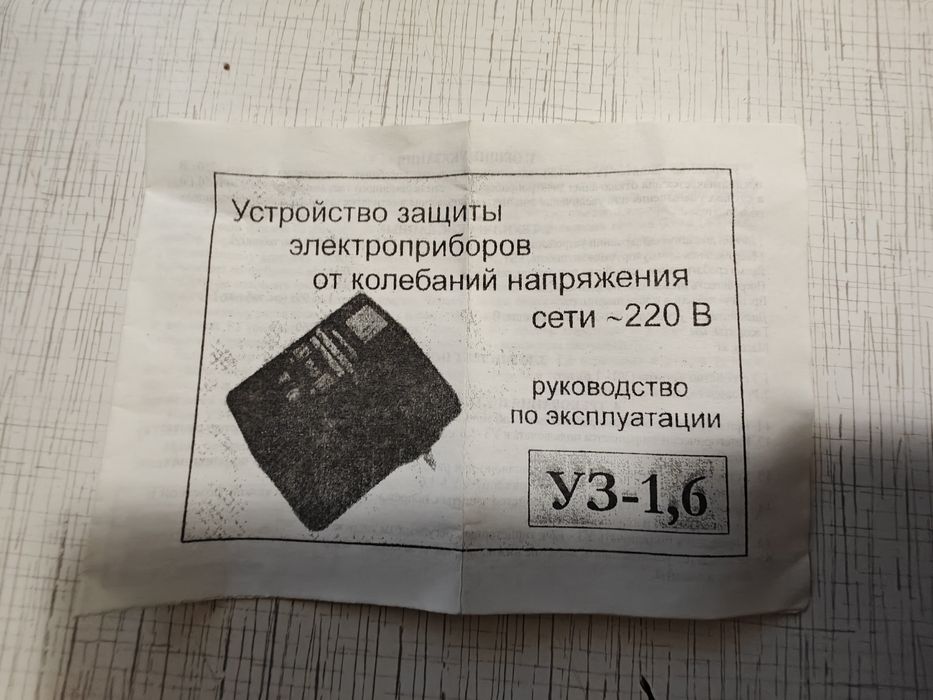 Устройство защиты
электроприборов
от колебаний напряжения
сети ~220 В
руководство
по эксплуатации
УЗ-1,6